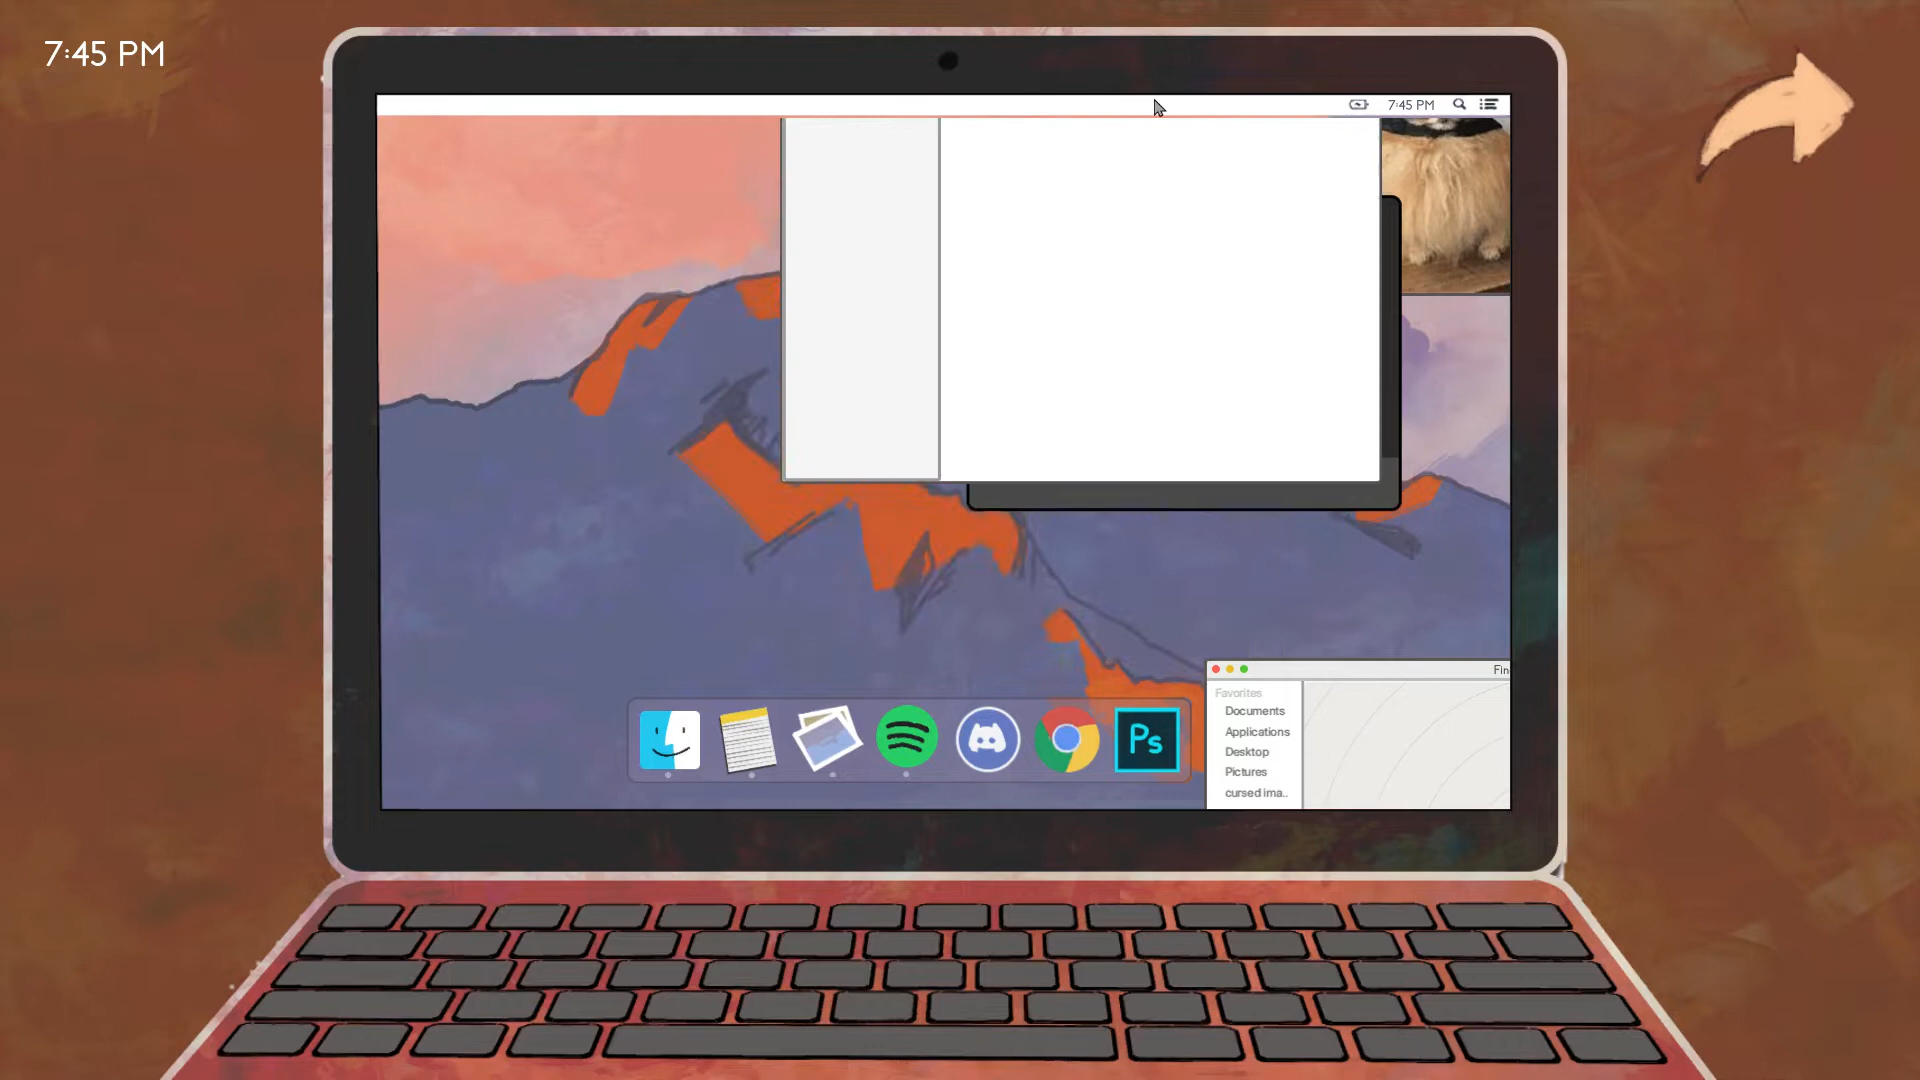 7:45 PM
7:45 PM
Fin
Favorites
Documents
Applications
Desktop
Pictures
cursed ima..
Ps